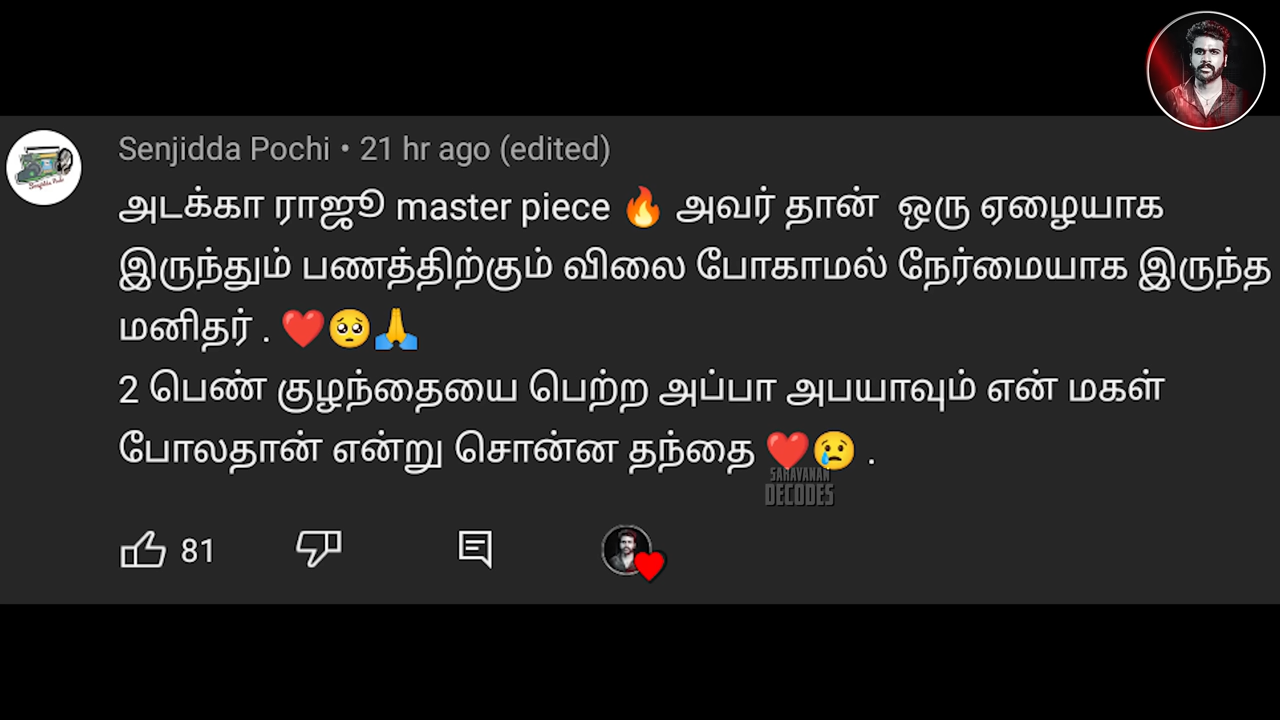 Senjidda Pochi • 21 hr ago (edited)
அடக்கா ராஜூ master piece 🔥 அவர் தான் ஒரு ஏழையாக
இருந்தும் பணத்திற்கும் விலை போகாமல் நேர்மையாக இருந்த
மனிதர் . ❤️🥺🙏
2 பெண் குழந்தையை பெற்ற அப்பா அபயாவும் என் மகள்
போலதான் என்று சொன்ன தந்தை ❤️😢 .
SARAVANAN
DECODES
81